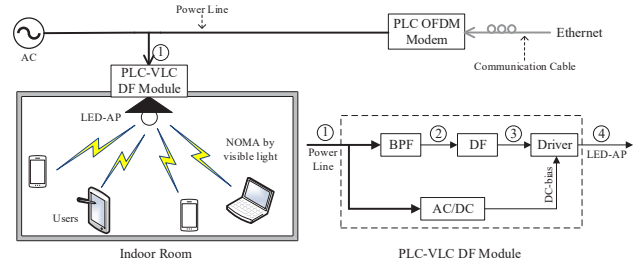 Power Line
AC
PLC OFDM
Modem
Ethernet
Communication Cable
1
PLC-VLC
DF Module
LED-AP
NOMA by
visible light
Users
Indoor Room
1
Power
Line
BPF
2
DF
3
Driver
4
LED-AP
DC-bias
AC/DC
PLC-VLC DF Module